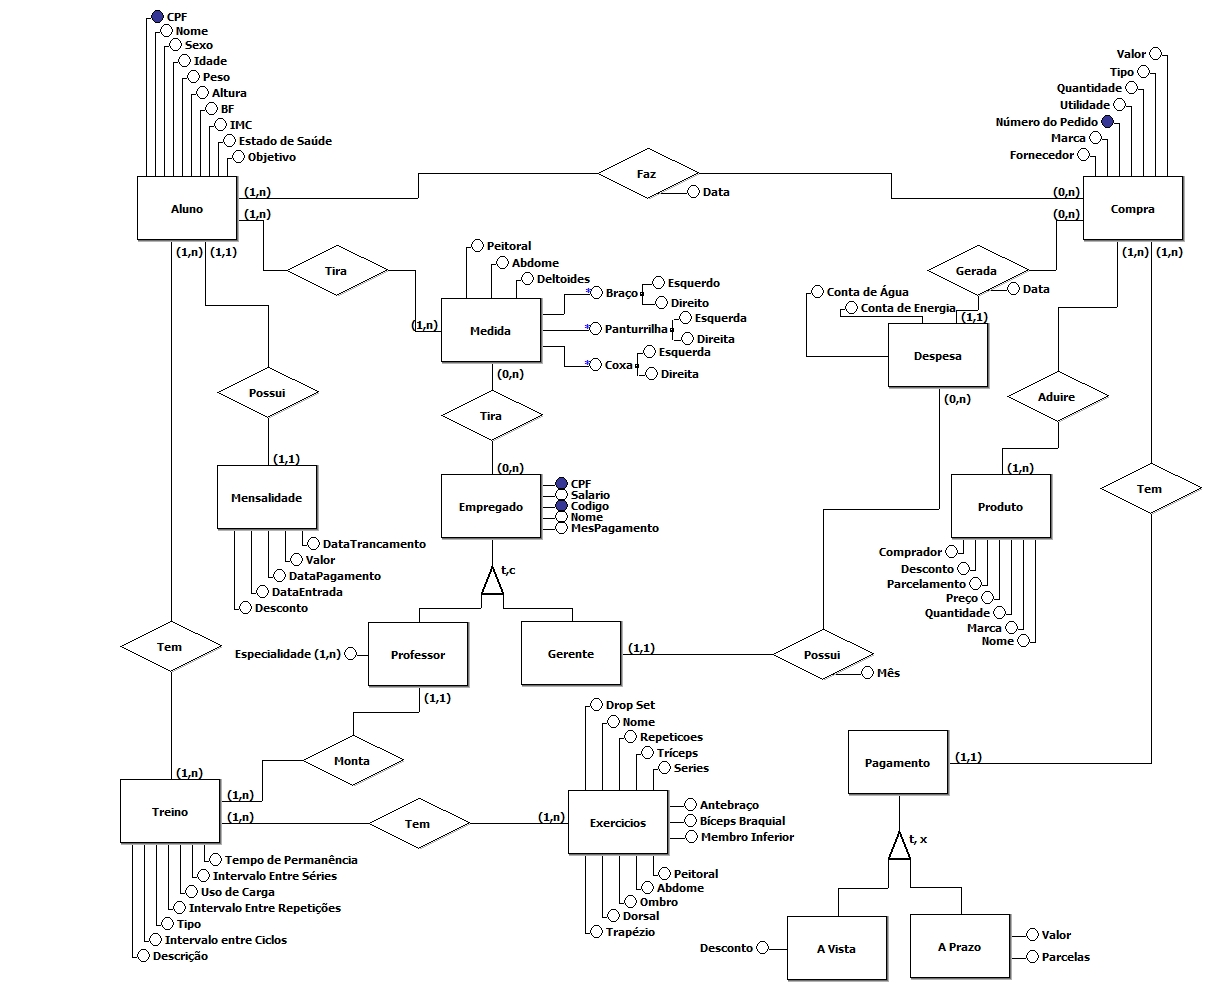 CPF
Nome
Sexo
Idade
Peso
Altura
BF
IMC
Estado de Saúde
Objetivo
Aluno
(1,n)
(1,n)
(1,n)
(1,1)
Faz
Data
Valor
Tipo
Quantidade
Utilidade
Número do Pedido
Marca
Fornecedor
(0,n)
(0,n)
Compra
(1,n)
(1,n)
Tira
(1,n)
Peitoral
Abdome
Deltoides
Medida
* Braço
Esquerdo
Direito
* Panturrilha
Esquerda
Direita
* Coxa
Esquerda
Direita
(0,n)
Gerada
Data
Conta de Água
Conta de Energia
(1,1)
Despesa
(0,n)
Aduire
(1,n)
Produto
Comprador
Desconto
Parcelamento
Preço
Quantidade
Marca
Nome
Tem
Possui
(1,1)
Mensalidade
DataTrancamento
Valor
DataPagamento
DataEntrada
Desconto
Tira
(0,n)
Empregado
CPF
Salario
Codigo
Nome
MesPagamento
t,c
Especialidade (1,n)
Professor
(1,1)
Gerente
(1,1)
Possui
Mês
Tem
(1,n)
Monta
(1,n)
Treino
(1,n)
Tem
(1,n)
Tempo de Permanência
Intervalo Entre Séries
Uso de Carga
Intervalo Entre Repetições
Tipo
Intervalo entre Ciclos
Descrição
Drop Set
Nome
Repeticoes
Tríceps
Series
Exercicios
Antebraço
Bíceps Braquial
Membro Inferior
Peitoral
Abdome
Ombro
Dorsal
Trapézio
Pagamento
(1,1)
t, x
Desconto
A Vista
A Prazo
Valor
Parcelas